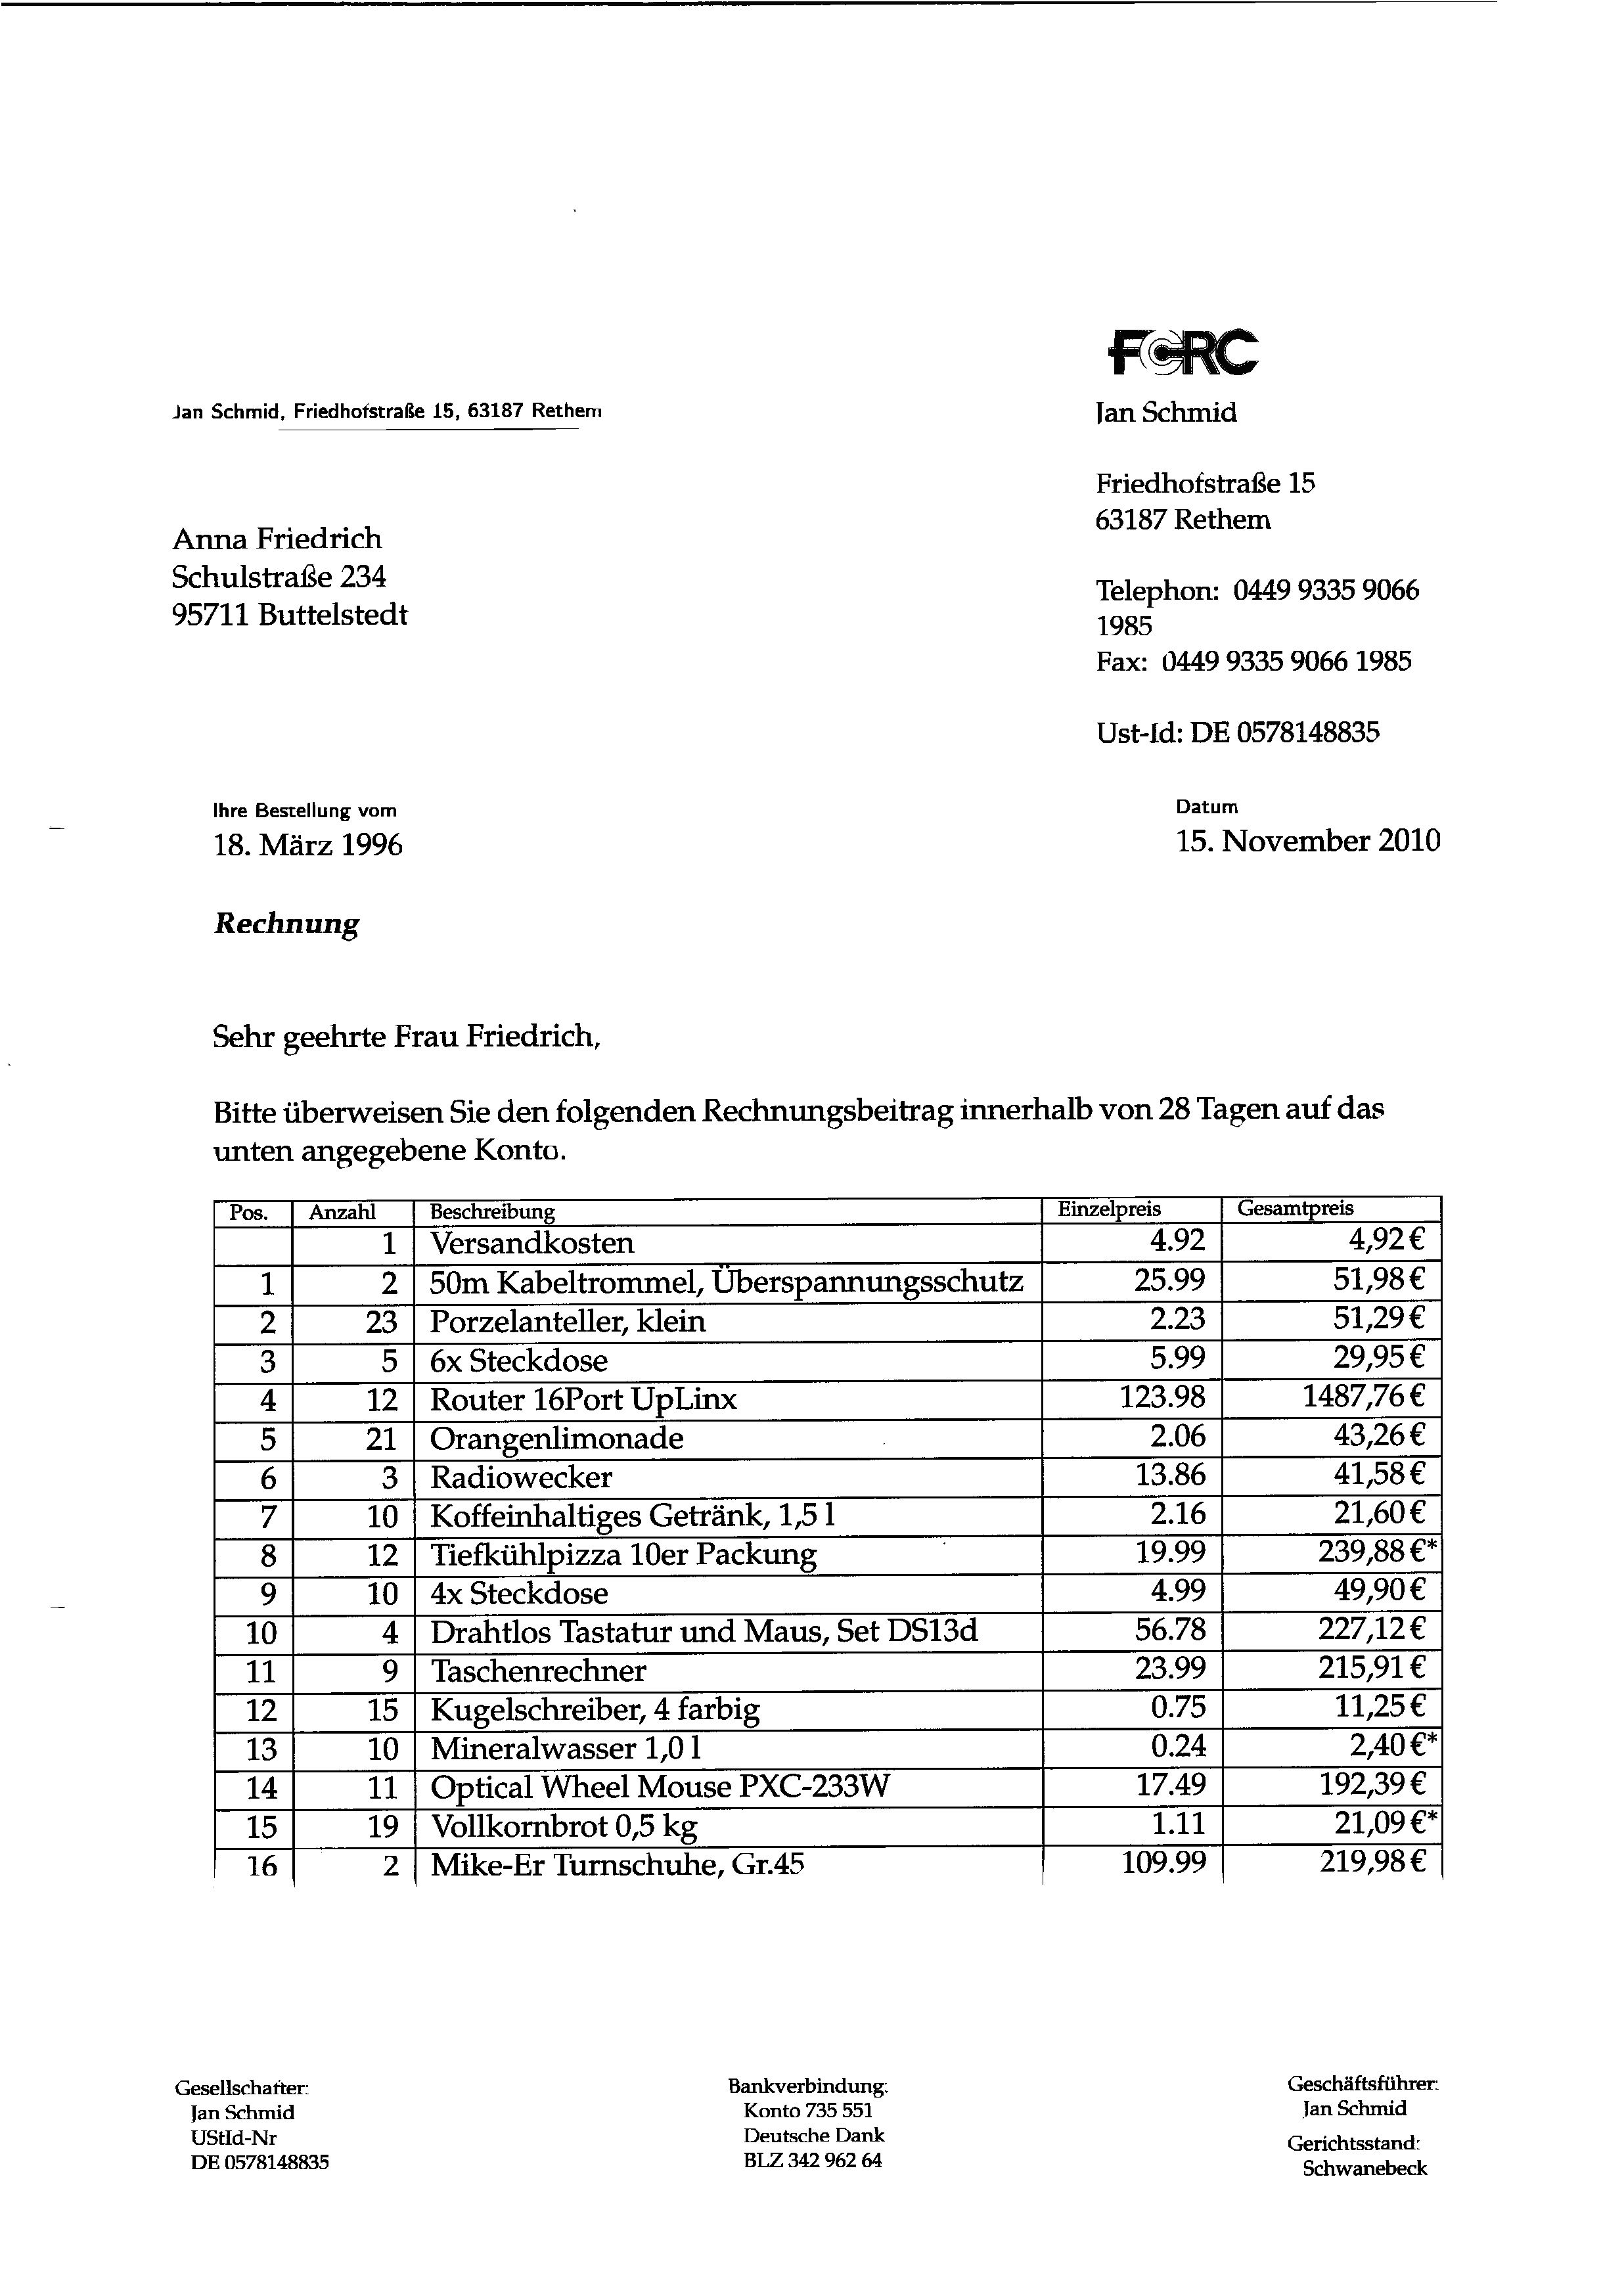 FCRC
Jan Schmid, Friedhofstraße 15, 63187 Rethem
Jan Schmid
Friedhofstraße 15
63187 Rethem
Anna Friedrich
Schulstraße 234
95711 Buttelstedt
Telephon: 0449 9335 9066
1985
Fax: 0449 9335 9066 1985
Ust-Id: DE 0578148835
Ihre Bestellung vom Datum
18. März 1996 15. November 2010
Rechnung
Sehr geehrte Frau Friedrich,
Bitte überweisen Sie den folgenden Rechnungsbeitrag innerhalb von 28 Tagen auf das
unten angegebene Konto.
Pos. Anzahl Beschreibung Einzelpreis Gesamtpreis
1 Versandkosten 4.92 4,92 €
1 2 50m Kabeltrommel, Überspannungsschutz 25.99 51,98 €
2 23 Porzelanteller, klein 2.23 51,29 €
3 5 6x Steckdose 5.99 29,95 €
4 12 Router 16Port UpLinx 123.98 1487,76 €
5 21 Orangenlimonade 2.06 43,26 €
6 3 Radiowecker 13.86 41,58 €
7 10 Koffeinhaltiges Getränk, 1,5 l 2.16 21,60 €
8 12 Tiefkühlpizza 10er Packung 19.99 239,88 €*
9 10 4x Steckdose 4.99 49,90 €
10 4 Drahtlos Tastatur und Maus, Set DS13d 56.78 227,12 €
11 9 Taschenrechner 23.99 215,91 €
12 15 Kugelschreiber, 4 farbig 0.75 11,25 €
13 10 Mineralwasser 1,0 l 0.24 2,40 €*
14 11 Optical Wheel Mouse PXC-233W 17.49 192,39 €
15 19 Vollkornbrot 0,5 kg 1.11 21,09 €*
16 2 Mike-Er Turnschuhe, Gr.45 109.99 219,98 €
Gesellschafter:
Jan Schmid
UStId-Nr
DE 0578148835
Bankverbindung:
Konto 735 551
Deutsche Dank
BLZ 342 962 64
Geschäftsführer:
Jan Schmid
Gerichtsstand:
Schwanebeck